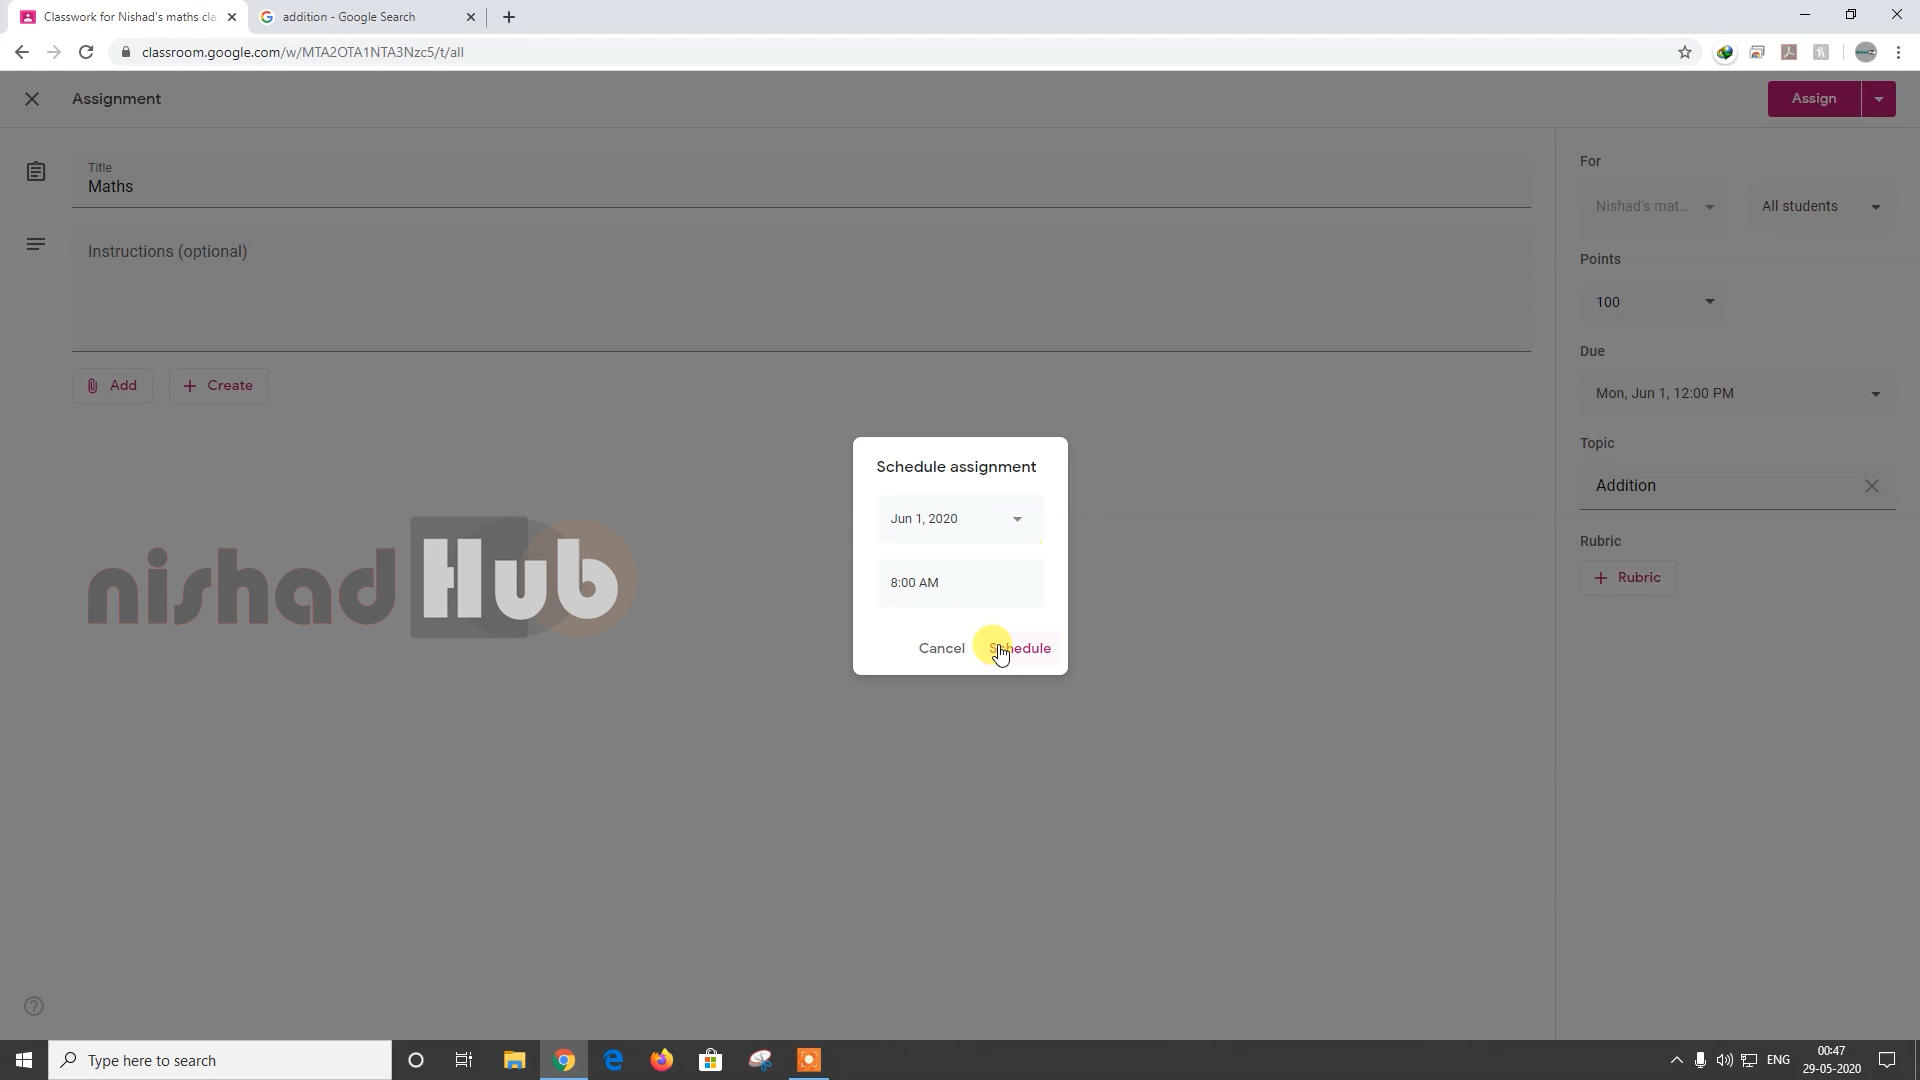 Classwork for Nishad's maths cla
addition - Google Search
classroom.google.com/w/MTA2OTA1NTA3Nzc5/t/all
Assignment
Assign
Title
Maths
Instructions (optional)
Add
Create
For
Nishad's mat...
All students
Points
100
Due
Mon, Jun 1, 12:00 PM
Topic
Addition
Rubric
Rubric
Schedule assignment
Jun 1, 2020
8:00 AM
Cancel
Schedule
nishad Hub
Type here to search
ENG
00:47
29-05-2020